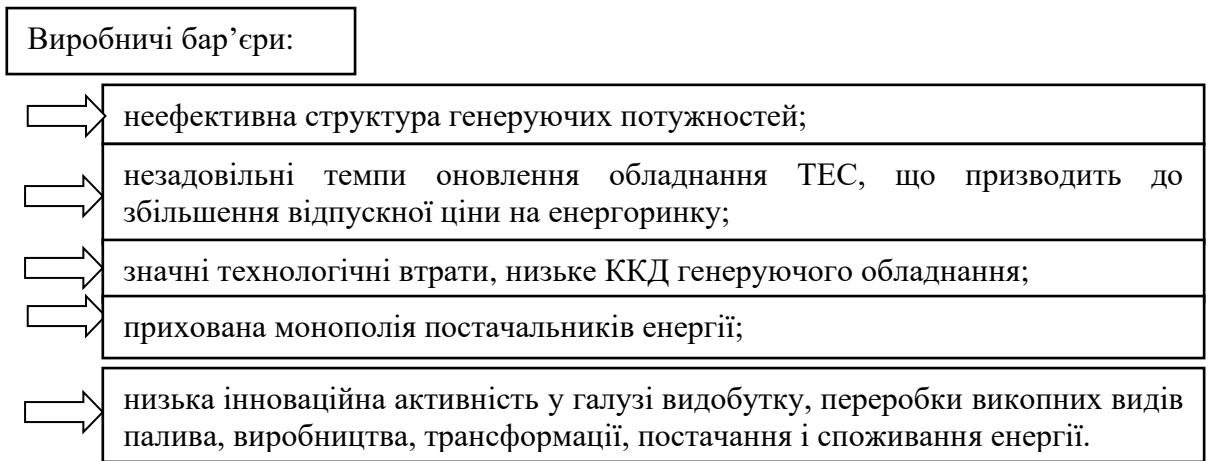 Виробничі бар’єри:
неефективна структура генеруючих потужностей;
незадовільні темпи оновлення обладнання ТЕС, що призводить до
збільшення відпускної ціни на енергоринку;
значні технологічні втрати, низьке ККД генеруючого обладнання;
прихована монополія постачальників енергії;
низька інноваційна активність у галузі видобутку, переробки викопних видів
палива, виробництва, трансформації, постачання і споживання енергії.